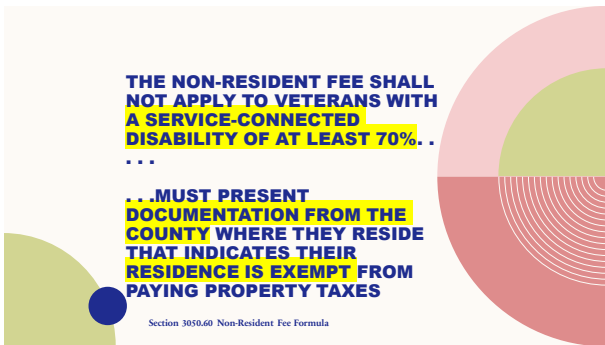 THE NON-RESIDENT FEE SHALL
NOT APPLY TO VETERANS WITH
A SERVICE-CONNECTED
DISABILITY OF AT LEAST 70%. .
. . .
. . .MUST PRESENT
DOCUMENTATION FROM THE
COUNTY WHERE THEY RESIDE
THAT INDICATES THEIR
RESIDENCE IS EXEMPT FROM
PAYING PROPERTY TAXES
Section 3050.60 Non-Resident Fee Formula